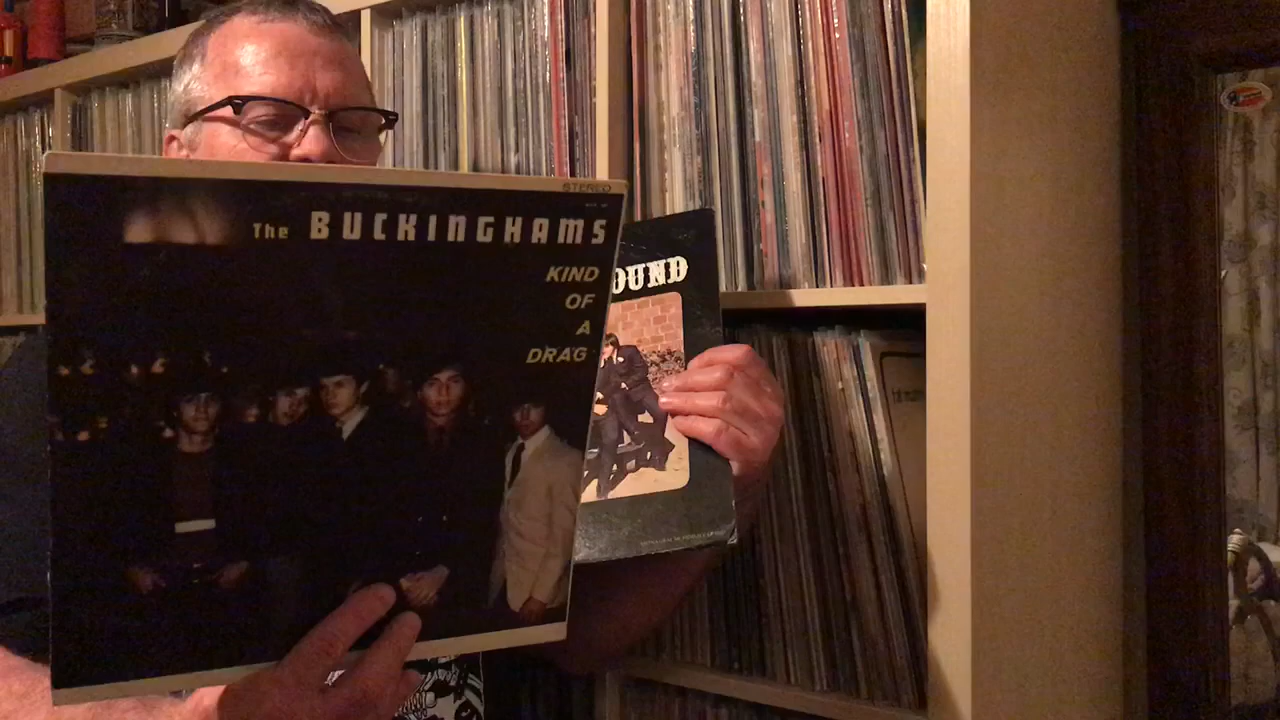 STEREO
The BUCKINGHAMS
KIND
OF
A
DRAG
OUND